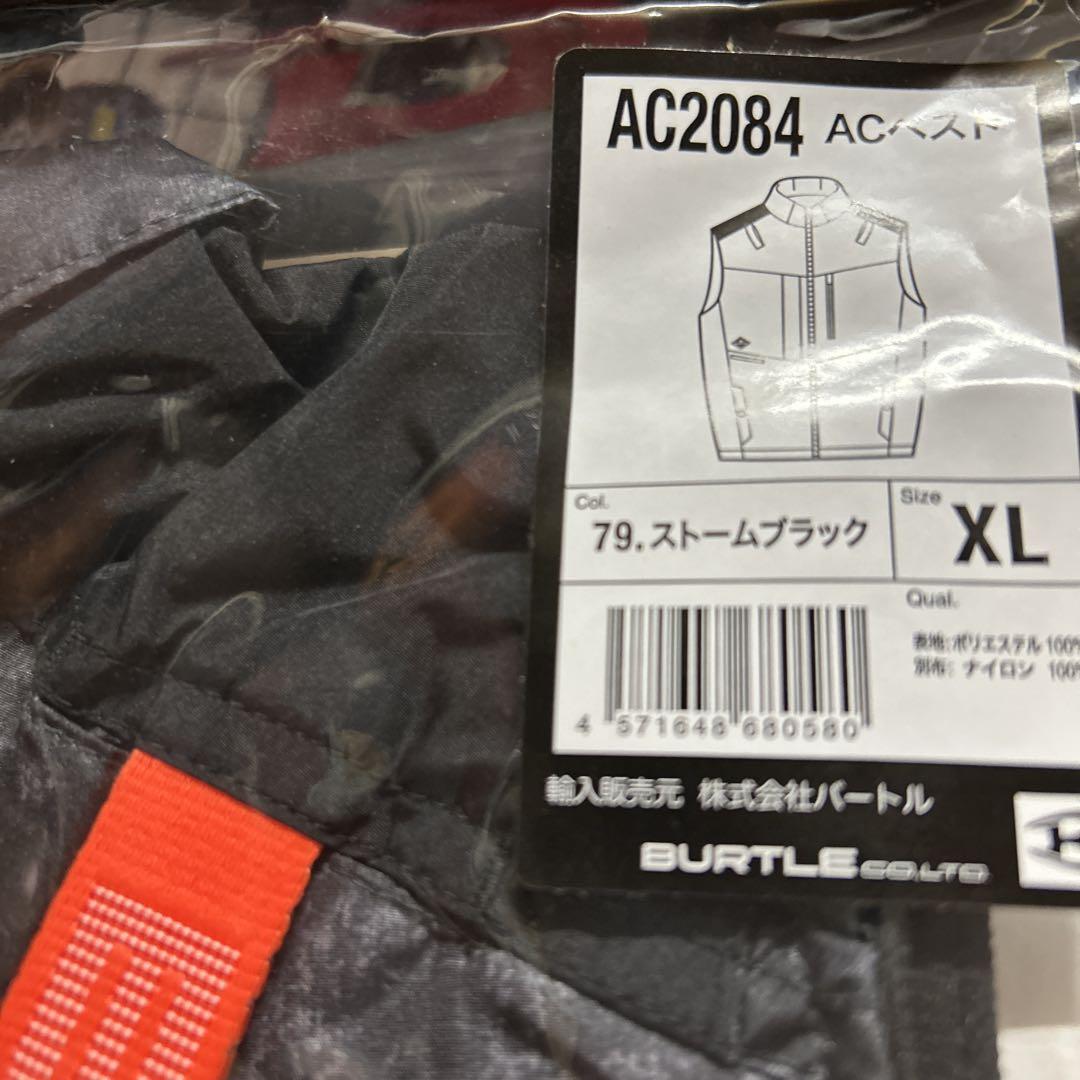 AC2084 ACベスト
Col.
79.ストームブラック
Size
XL
Qual.
表地:ポリエステル 100%
別布: ナイロン 100%
4 571648 680580
輸入販売元 株式会社バートル
BURTLE CO.,LTD.